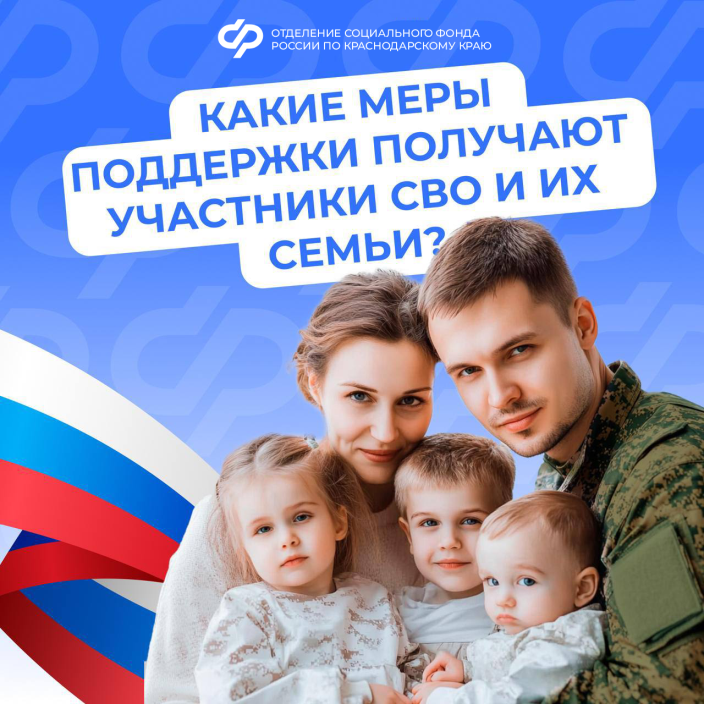 ОТДЕЛЕНИЕ СОЦИАЛЬНОГО ФОНДА
РОССИИ ПО КРАСНОДАРСКОМУ КРАЮ
КАКИЕ МЕРЫ
ПОДДЕРЖКИ ПОЛУЧАЮТ
УЧАСТНИКИ СВО И ИХ
СЕМЬИ?